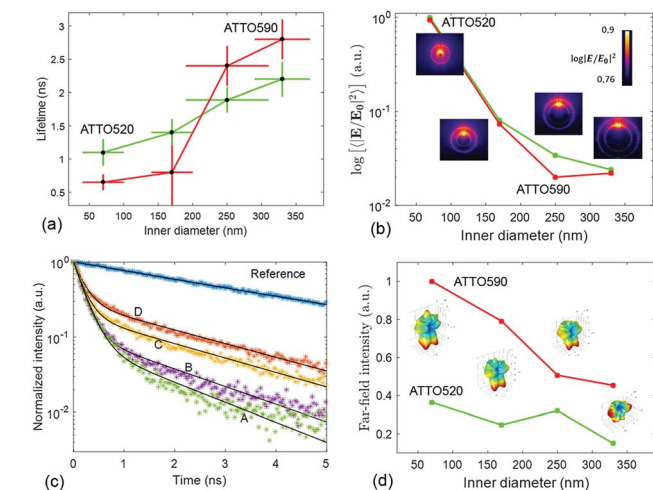 ATTO590
ATTO520
Lifetime (ns)
3
2.5
2
1.5
1
0.5
50 100 150 200 250 300 350
(a)
Inner diameter (nm)
ATTO520
0.9
log|E/E₀|²
0,76
ATTO590
log [⟨|E/E₀|²⟩] (a.u.)
10⁰
10⁻¹
10⁻²
50 100 150 200 250 300 350
(b)
Inner diameter (nm)
Reference
D
C
B
A
Normalized intensity (a.u.)
10⁰
10⁻¹
10⁻²
0 1 2 3 4 5
(c)
Time (ns)
ATTO590
ATTO520
Far-field intensity (a.u.)
1
0.8
0.6
0.4
0.2
50 100 150 200 250 300 350
Inner diameter (nm)
(d)